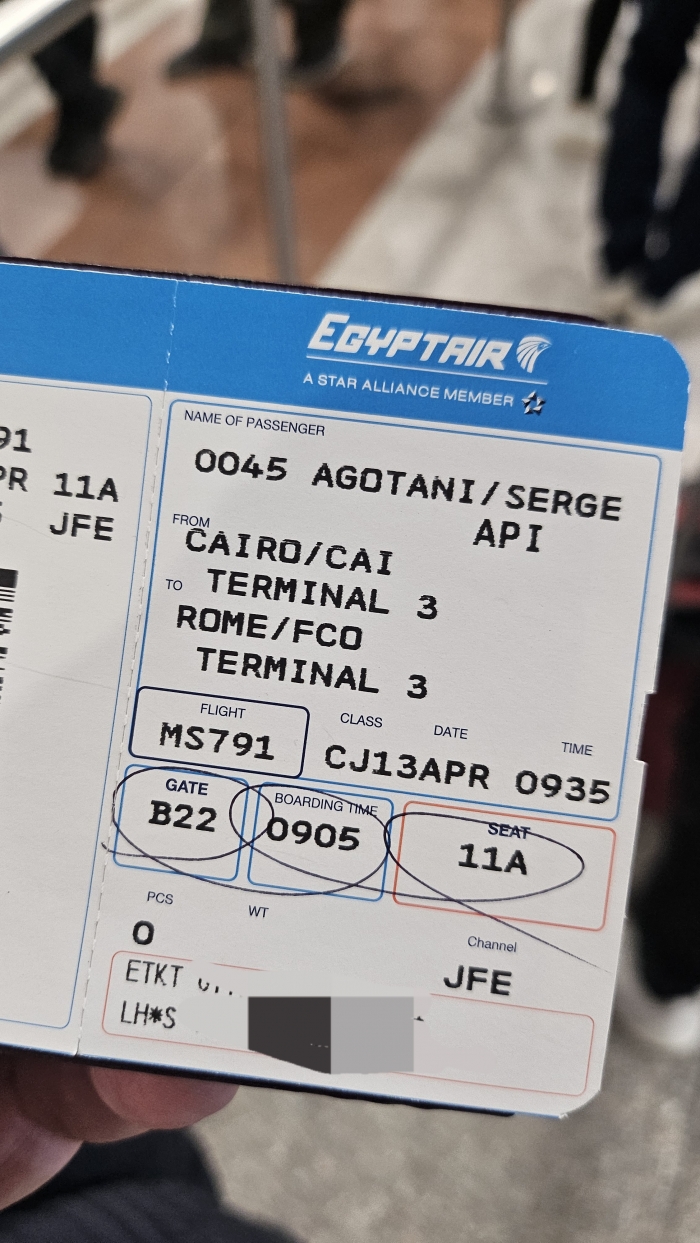 EGYPTAIR
A STAR ALLIANCE MEMBER
91
PR 11A
JFE
NAME OF PASSENGER
0045 AGOTANI/SERGE
API
FROM
CAIRO/CAI
TERMINAL 3
TO
ROME/FCO
TERMINAL 3
FLIGHT CLASS DATE TIME
MS791 CJ13APR 0935
GATE BOARDING TIME SEAT
B22 0905 11A
PCS WT Channel
0 JFE
ETKT
LH*S